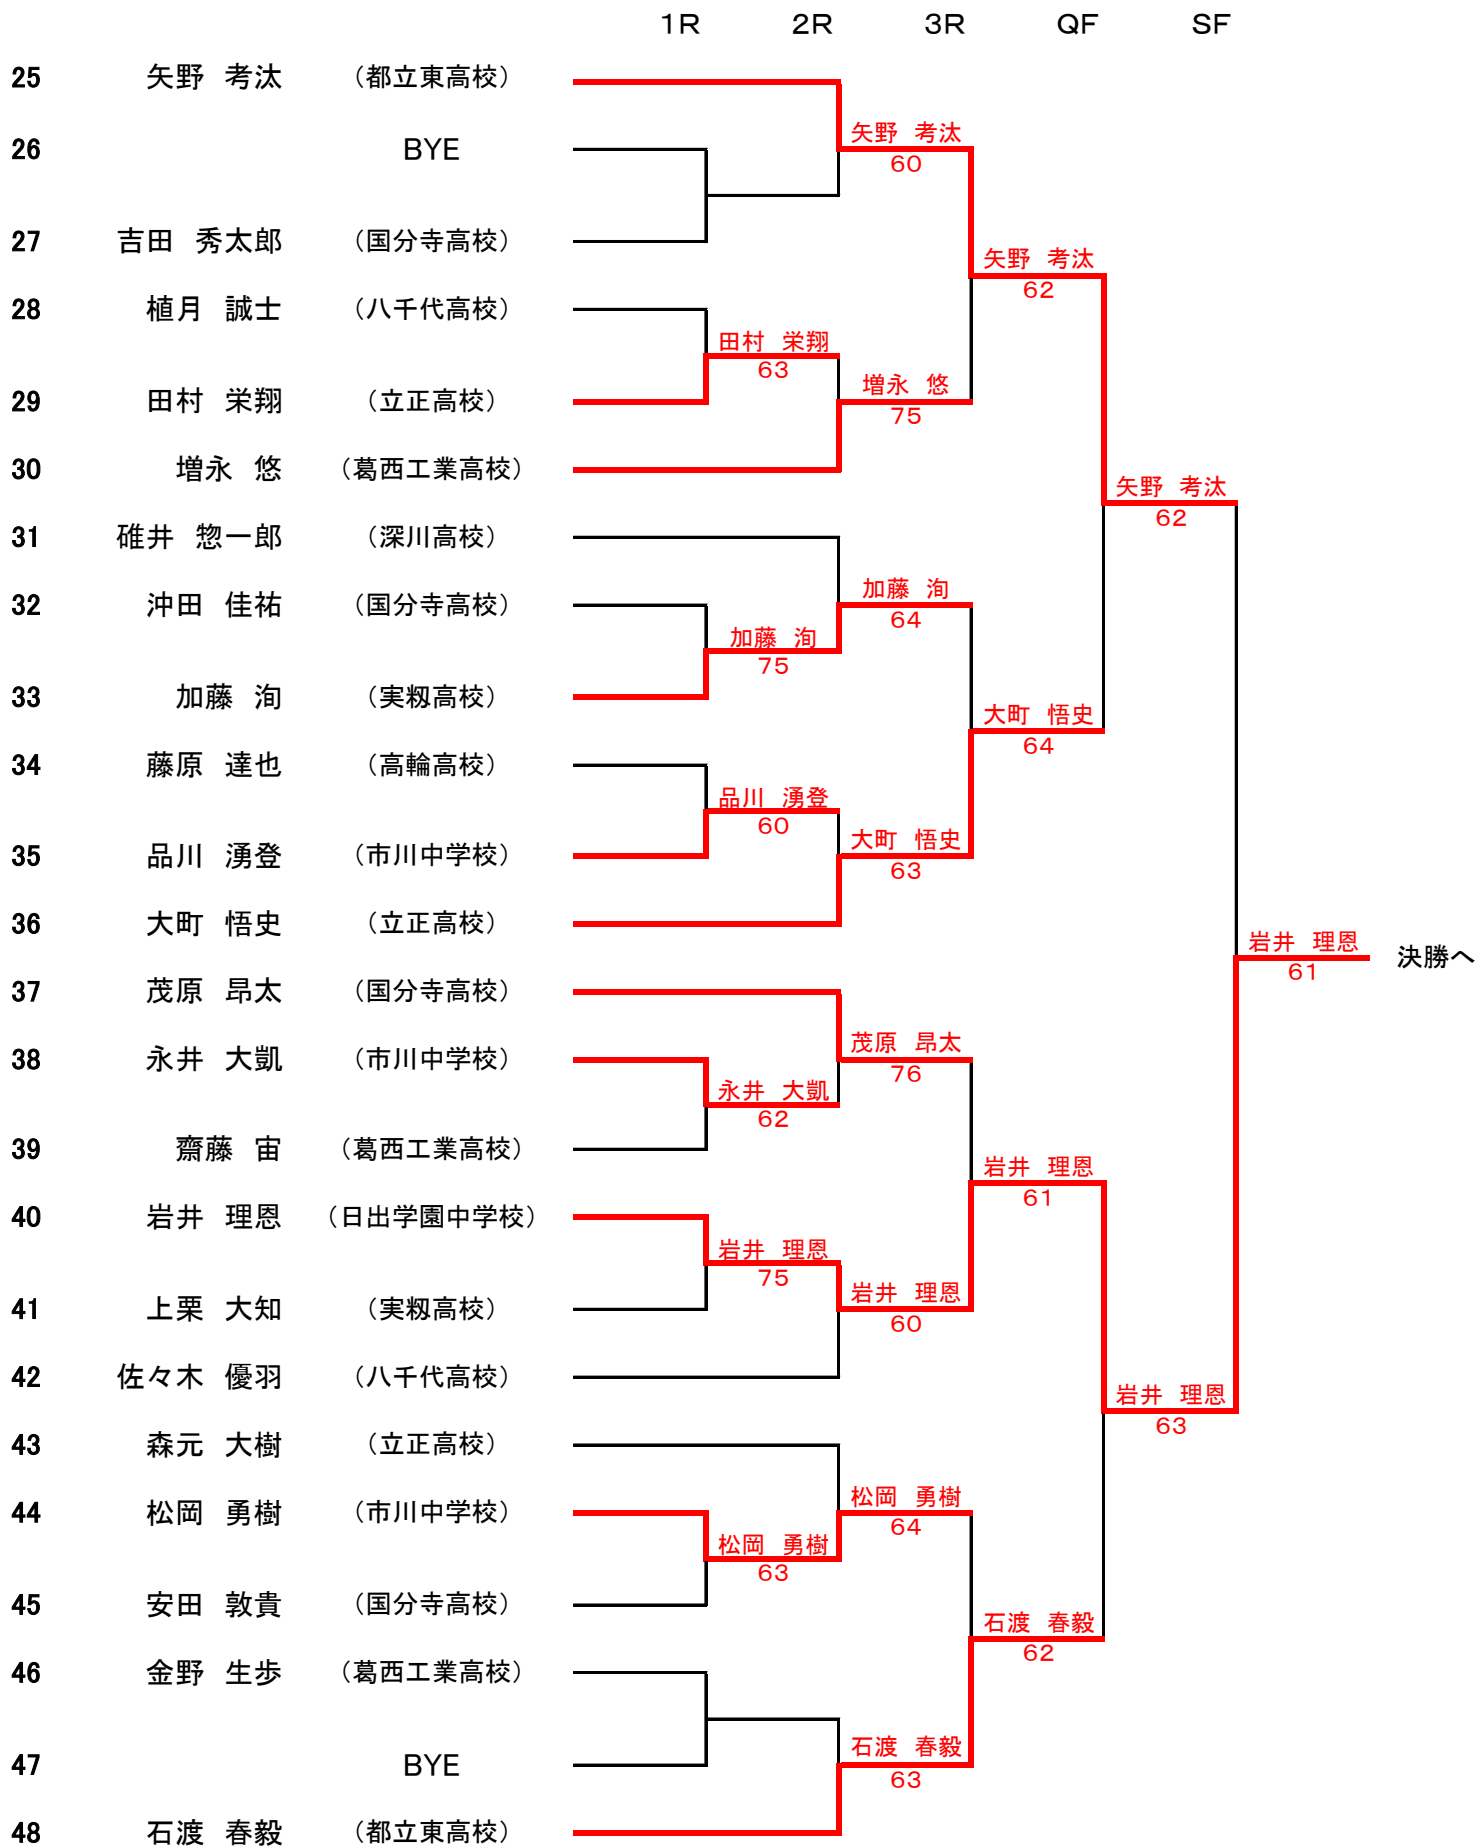 1R 2R 3R QF SF
25 矢野 考汰 （都立東高校）
矢野 考汰
26 BYE
60
27 吉田 秀太郎 （国分寺高校）
矢野 考汰
62
28 植月 誠士 （八千代高校）
田村 栄翔
63
29 田村 栄翔 （立正高校）
増永 悠
75
30 増永 悠 （葛西工業高校）
矢野 考汰
62
31 碓井 惣一郎 （深川高校）
加藤 洵
32 沖田 佳祐 （国分寺高校）
64
加藤 洵
75
33 加藤 洵 （実籾高校）
大町 悟史
64
34 藤原 達也 （高輪高校）
品川 湧登
60
大町 悟史
35 品川 湧登 （市川中学校）
63
36 大町 悟史 （立正高校）
岩井 理恩
決勝へ
61
37 茂原 昂太 （国分寺高校）
茂原 昂太
38 永井 大凱 （市川中学校）
76
永井 大凱
62
39 齋藤 宙 （葛西工業高校）
岩井 理恩
61
40 岩井 理恩 （日出学園中学校）
岩井 理恩
75
岩井 理恩
41 上栗 大知 （実籾高校）
60
42 佐々木 優羽 （八千代高校）
岩井 理恩
63
43 森元 大樹 （立正高校）
松岡 勇樹
44 松岡 勇樹 （市川中学校）
64
松岡 勇樹
63
45 安田 敦貴 （国分寺高校）
石渡 春毅
62
46 金野 生歩 （葛西工業高校）
石渡 春毅
47 BYE
63
48 石渡 春毅 （都立東高校）